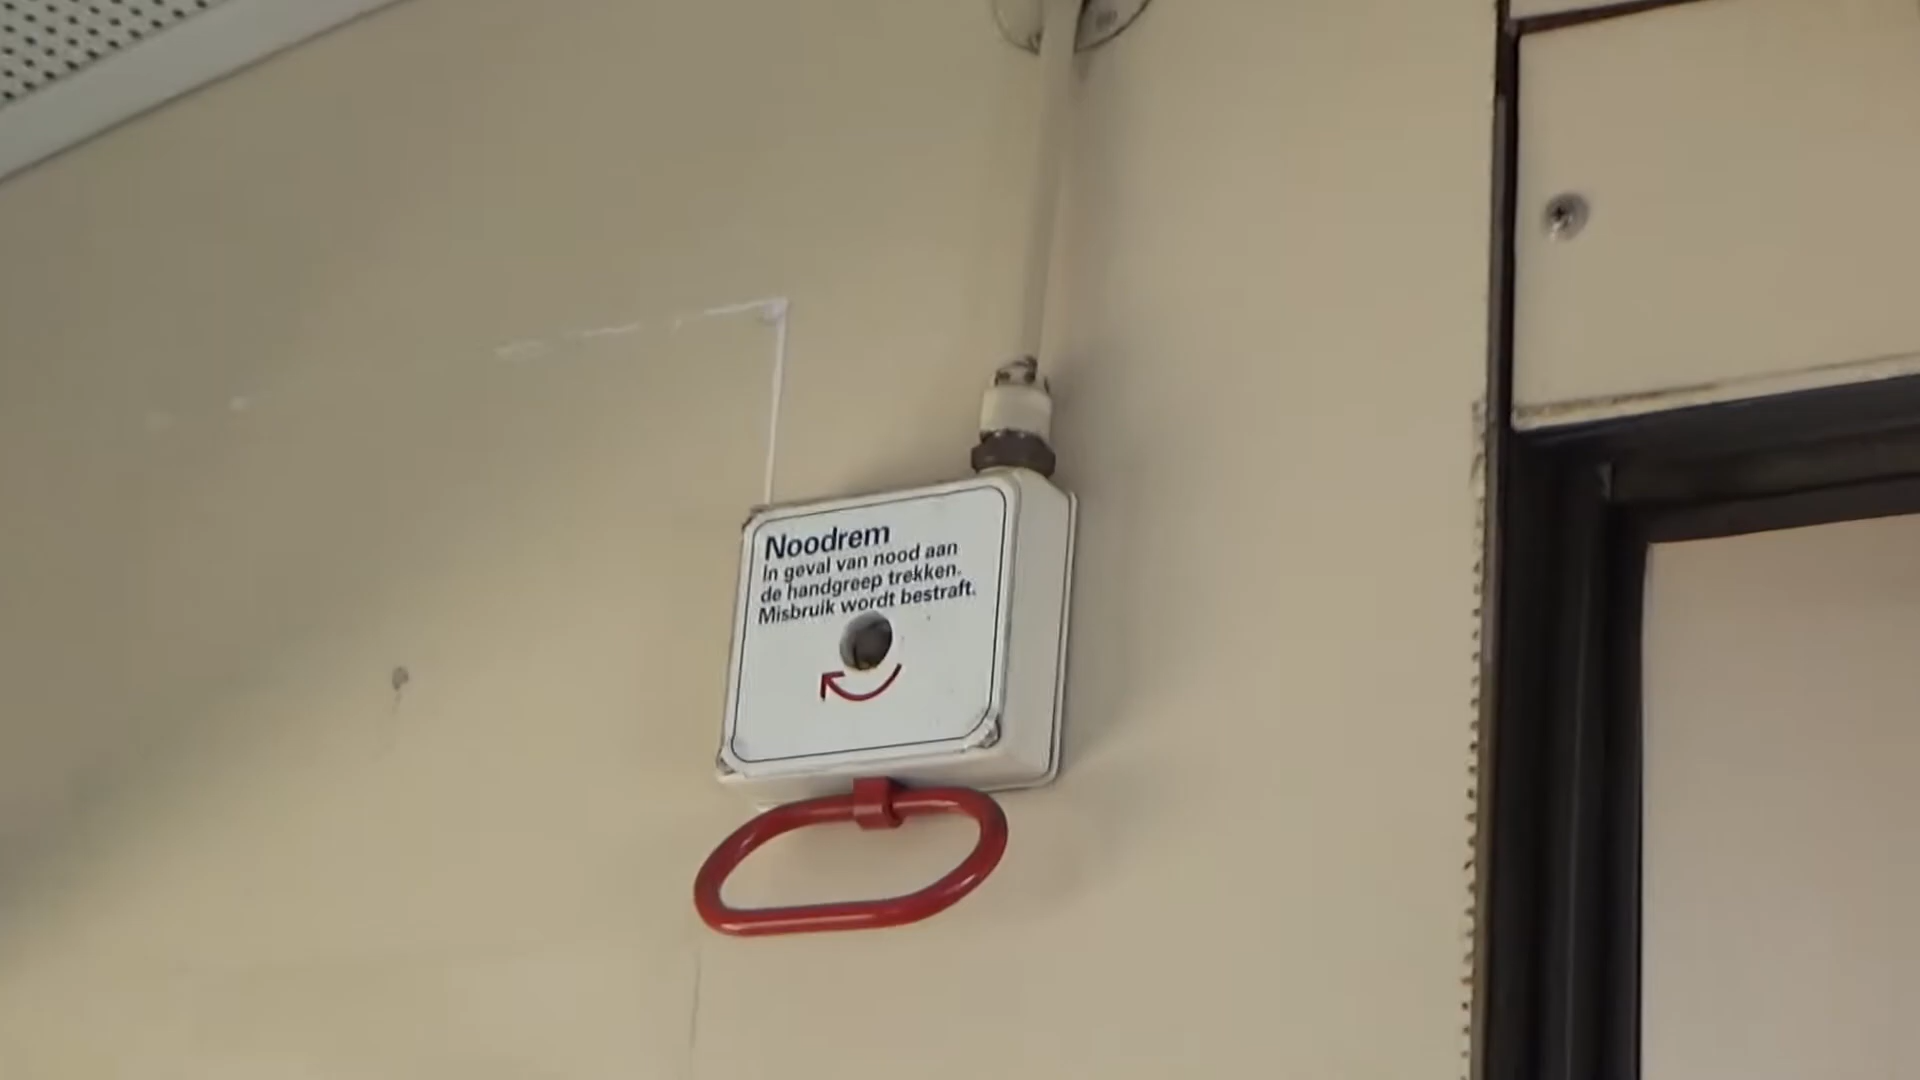 Noodrem
In geval van nood aan
de handgreep trekken.
Misbruik wordt bestraft.